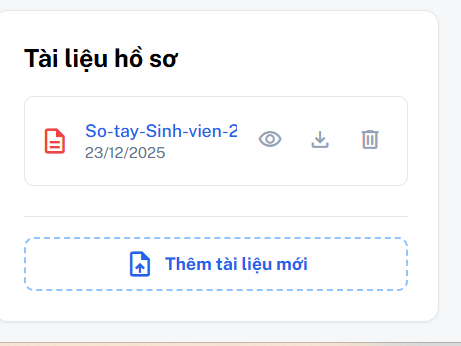 Tài liệu hồ sơ
So-tay-Sinh-vien-2
23/12/2025
Thêm tài liệu mới